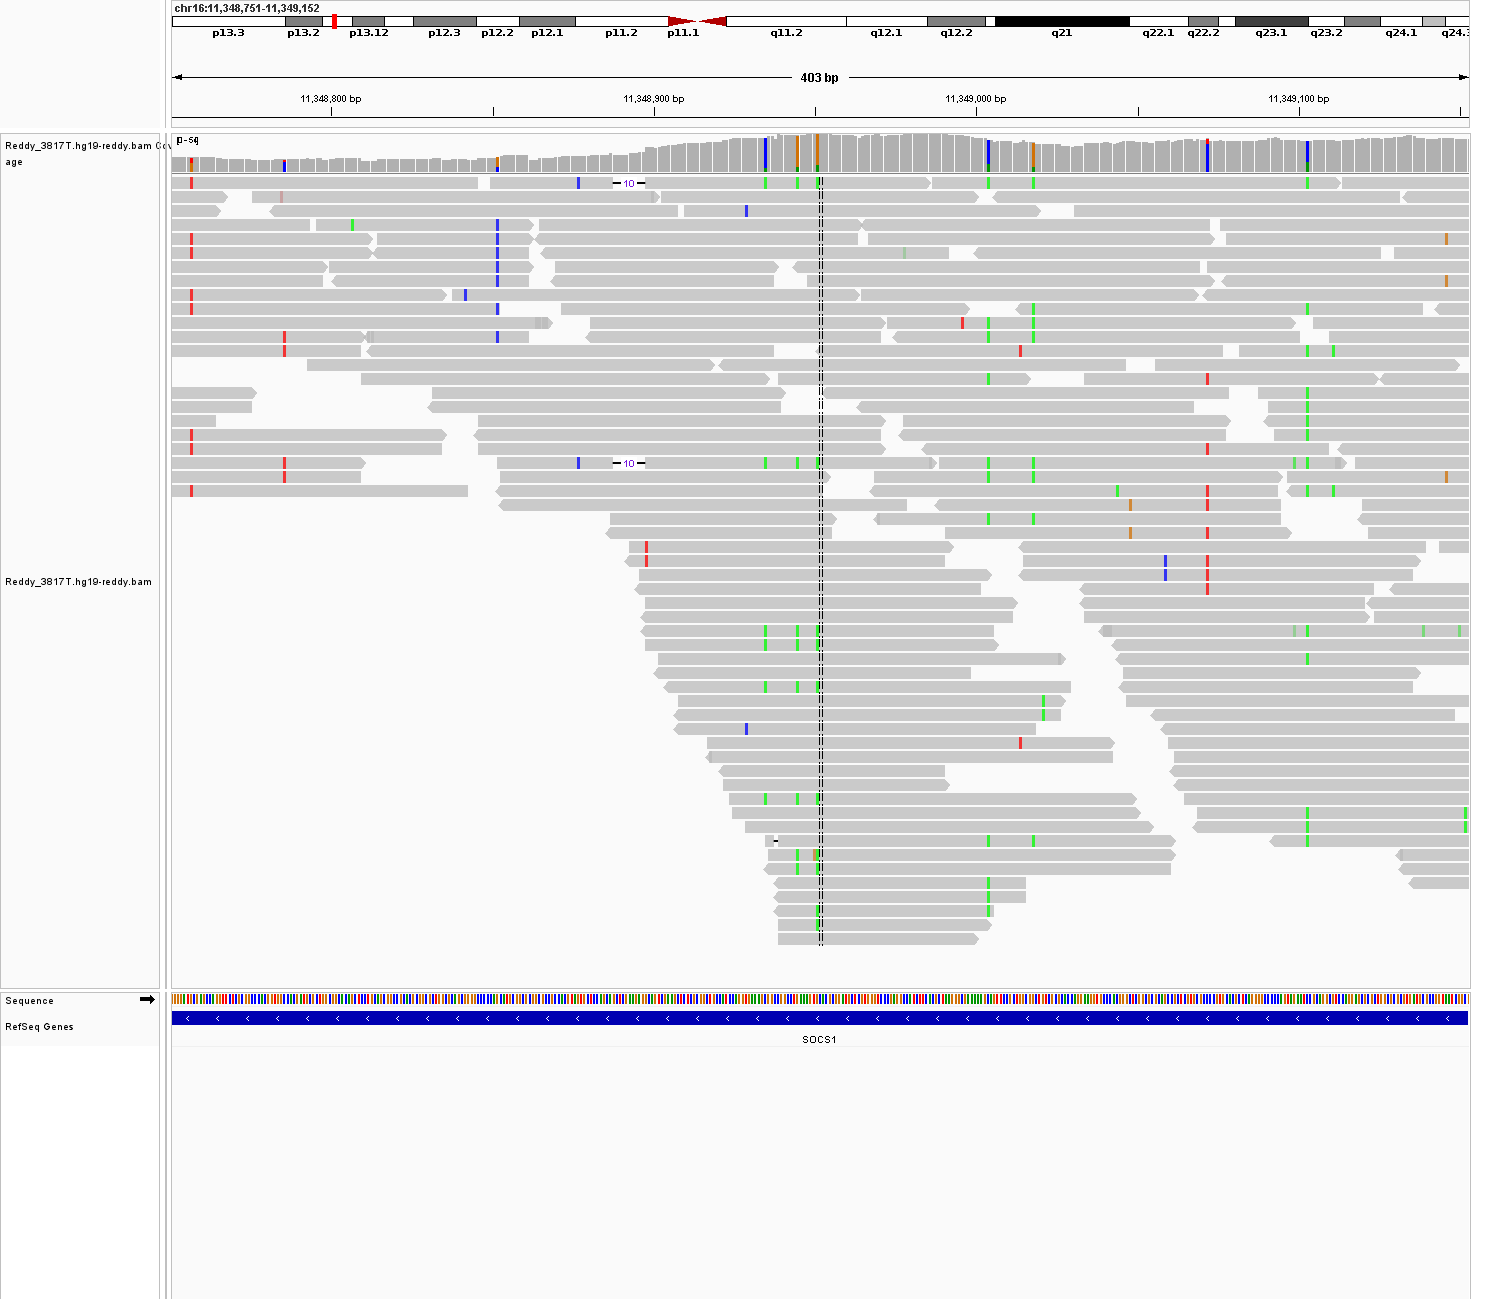 chr16:11,348,751-11,349,152
p13.3 p13.2 p13.12 p12.3 p12.2 p12.1 p11.2 p11.1 q11.2 q12.1 q12.2 q21 q22.1 q22.2 q23.1 q23.2 q24.1 q24.3
403 bp
11,348,800 bp 11,348,900 bp 11,349,000 bp 11,349,100 bp
Reddy_3817T.hg19-reddy.bam Cov
age
[0-54]
10
10
Reddy_3817T.hg19-reddy.bam
Sequence
RefSeq Genes
SOCS1